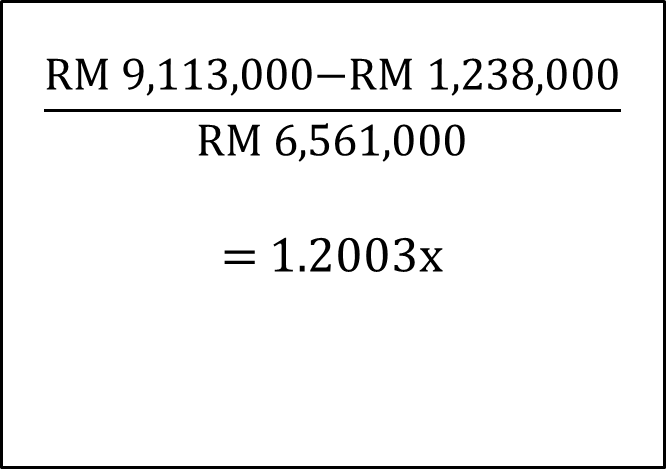 RM 9,113,000−RM 1,238,000
RM 6,561,000
= 1.2003x